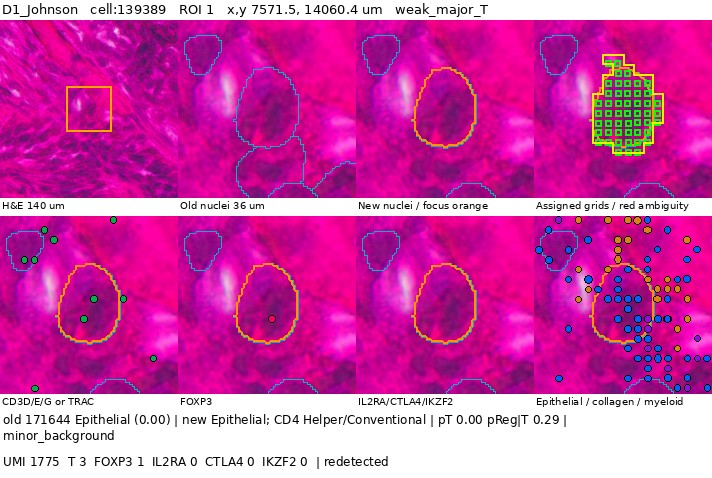 D1_Johnson   cell:139389   ROI 1   x,y 7571.5, 14060.4 um   weak_major_T
H&E 140 um
Old nuclei 36 um
New nuclei / focus orange
Assigned grids / red ambiguity
CD3D/E/G or TRAC
FOXP3
IL2RA/CTLA4/IKZF2
Epithelial / collagen / myeloid
old 171644 Epithelial (0.00) | new Epithelial; CD4 Helper/Conventional | pT 0.00 pReg|T 0.29 |
minor_background
UMI 1775  T 3  FOXP3 1  IL2RA 0  CTLA4 0  IKZF2 0  | redetected